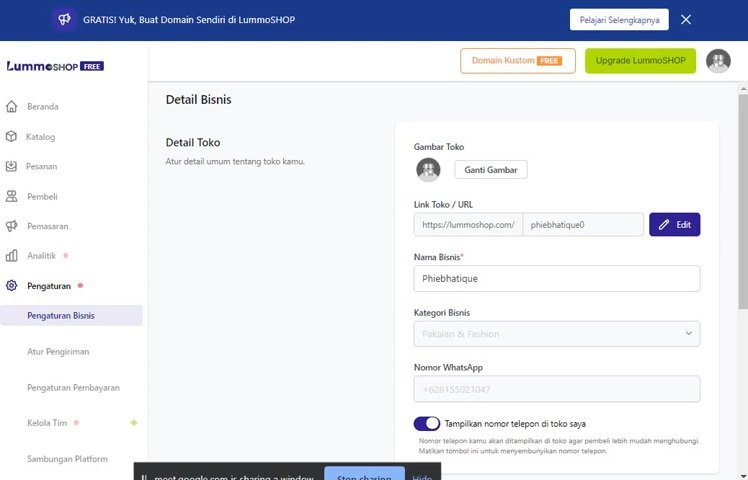 GRATIS! Yuk, Buat Domain Sendiri di LummoSHOP
Pelajari Selengkapnya
LummoSHOP FREE
Domain Kustom FREE
Upgrade LummoSHOP
Beranda
Katalog
Pesanan
Pembeli
Pemasaran
Analitik
Pengaturan
Pengaturan Bisnis
Atur Pengiriman
Pengaturan Pembayaran
Kelola Tim
Sambungan Platform
Detail Bisnis
Detail Toko
Atur detail umum tentang toko kamu.
Gambar Toko
Ganti Gambar
Link Toko / URL
https://lummoshop.com/ phiebhatique0 Edit
Nama Bisnis*
Phiebhatique
Kategori Bisnis
Pakaian & Fashion
Nomor WhatsApp
+628155021047
Tampilkan nomor telepon di toko saya
Nomor telepon kamu akan ditampilkan di toko agar pembeli lebih mudah menghubungi.
Matikan tombol ini untuk menyembunyikan nomor telepon.
meet.google.com is sharing a window.
Stop sharing
Hide